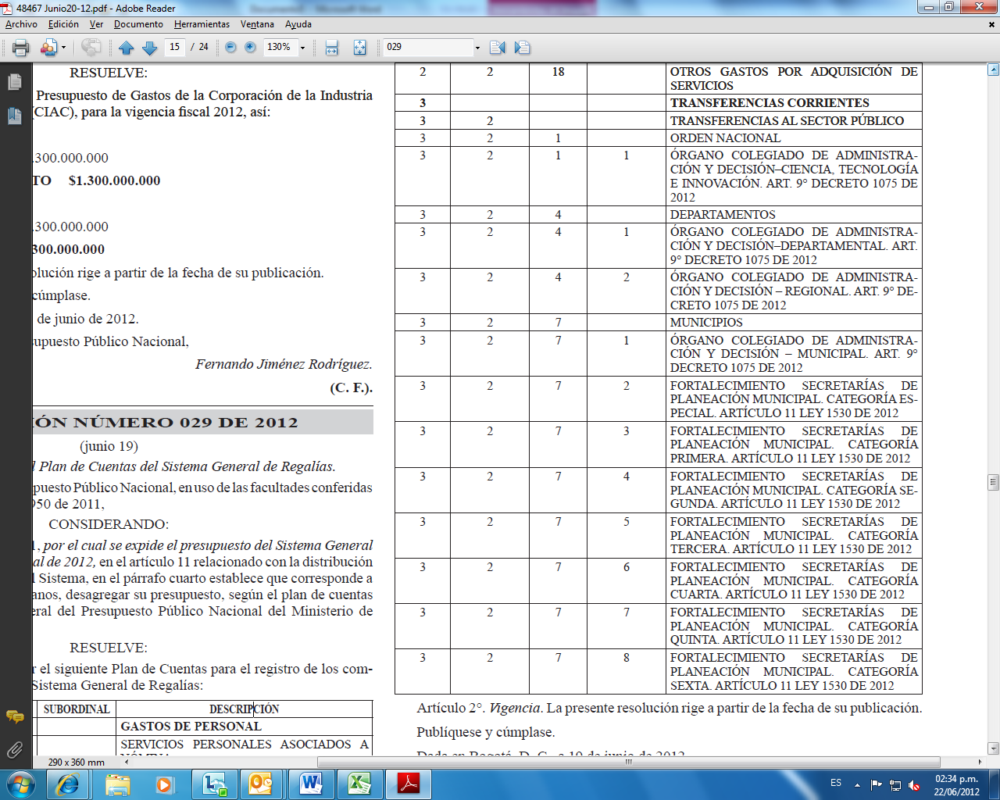 48467 Junio20-12.pdf - Adobe Reader
Archivo Edición Ver Documento Herramientas Ventana Ayuda
15 / 24 130% 029
RESUELVE:
Presupuesto de Gastos de la Corporación de la Industria
(CIAC), para la vigencia fiscal 2012, así:
.300.000.000
TO $1.300.000.000
.300.000.000
300.000.000
olución rige a partir de la fecha de su publicación.
cúmplase.
de junio de 2012.
supuesto Público Nacional,
Fernando Jiménez Rodríguez.
(C. F.).
IÓN NÚMERO 029 DE 2012
(junio 19)
l Plan de Cuentas del Sistema General de Regalías.
puesto Público Nacional, en uso de las facultades conferidas
950 de 2011,
CONSIDERANDO:
1, por el cual se expide el presupuesto del Sistema General
al de 2012, en el artículo 11 relacionado con la distribución
l Sistema, en el párrafo cuarto establece que corresponde a
anos, desagregar su presupuesto, según el plan de cuentas
eral del Presupuesto Público Nacional del Ministerio de
RESUELVE:
r el siguiente Plan de Cuentas para el registro de los com-
Sistema General de Regalías:
SUBORDINAL DESCRIPCIÓN
GASTOS DE PERSONAL
SERVICIOS PERSONALES ASOCIADOS A
2 2 18 OTROS GASTOS POR ADQUISICIÓN DE
SERVICIOS
3 TRANSFERENCIAS CORRIENTES
3 2 TRANSFERENCIAS AL SECTOR PÚBLICO
3 2 1 ORDEN NACIONAL
3 2 1 1 ÓRGANO COLEGIADO DE ADMINISTRA-
CIÓN Y DECISIÓN–CIENCIA, TECNOLOGÍA
E INNOVACIÓN. ART. 9° DECRETO 1075 DE
2012
3 2 4 DEPARTAMENTOS
3 2 4 1 ÓRGANO COLEGIADO DE ADMINISTRA-
CIÓN Y DECISIÓN–DEPARTAMENTAL. ART.
9° DECRETO 1075 DE 2012
3 2 4 2 ÓRGANO COLEGIADO DE ADMINISTRA-
CIÓN Y DECISIÓN – REGIONAL. ART. 9° DE-
CRETO 1075 DE 2012
3 2 7 MUNICIPIOS
3 2 7 1 ÓRGANO COLEGIADO DE ADMINISTRA-
CIÓN Y DECISIÓN – MUNICIPAL. ART. 9°
DECRETO 1075 DE 2012
3 2 7 2 FORTALECIMIENTO SECRETARÍAS DE
PLANEACIÓN MUNICIPAL. CATEGORÍA ES-
PECIAL. ARTÍCULO 11 LEY 1530 DE 2012
3 2 7 3 FORTALECIMIENTO SECRETARÍAS DE
PLANEACIÓN MUNICIPAL. CATEGORÍA
PRIMERA. ARTÍCULO 11 LEY 1530 DE 2012
3 2 7 4 FORTALECIMIENTO SECRETARÍAS DE
PLANEACIÓN MUNICIPAL. CATEGORÍA SE-
GUNDA. ARTÍCULO 11 LEY 1530 DE 2012
3 2 7 5 FORTALECIMIENTO SECRETARÍAS DE
PLANEACIÓN MUNICIPAL. CATEGORÍA
TERCERA. ARTÍCULO 11 LEY 1530 DE 2012
3 2 7 6 FORTALECIMIENTO SECRETARÍAS DE
PLANEACIÓN MUNICIPAL. CATEGORÍA
CUARTA. ARTÍCULO 11 LEY 1530 DE 2012
3 2 7 7 FORTALECIMIENTO SECRETARÍAS DE
PLANEACIÓN MUNICIPAL. CATEGORÍA
QUINTA. ARTÍCULO 11 LEY 1530 DE 2012
3 2 7 8 FORTALECIMIENTO SECRETARÍAS DE
PLANEACIÓN MUNICIPAL. CATEGORÍA
SEXTA. ARTÍCULO 11 LEY 1530 DE 2012
Artículo 2°. Vigencia. La presente resolución rige a partir de la fecha de su publicación.
Publíquese y cúmplase.
Dada en Bogotá, D. C., a 19 de junio de 2012.
290 x 360 mm
ES 02:34 p.m.
22/06/2012